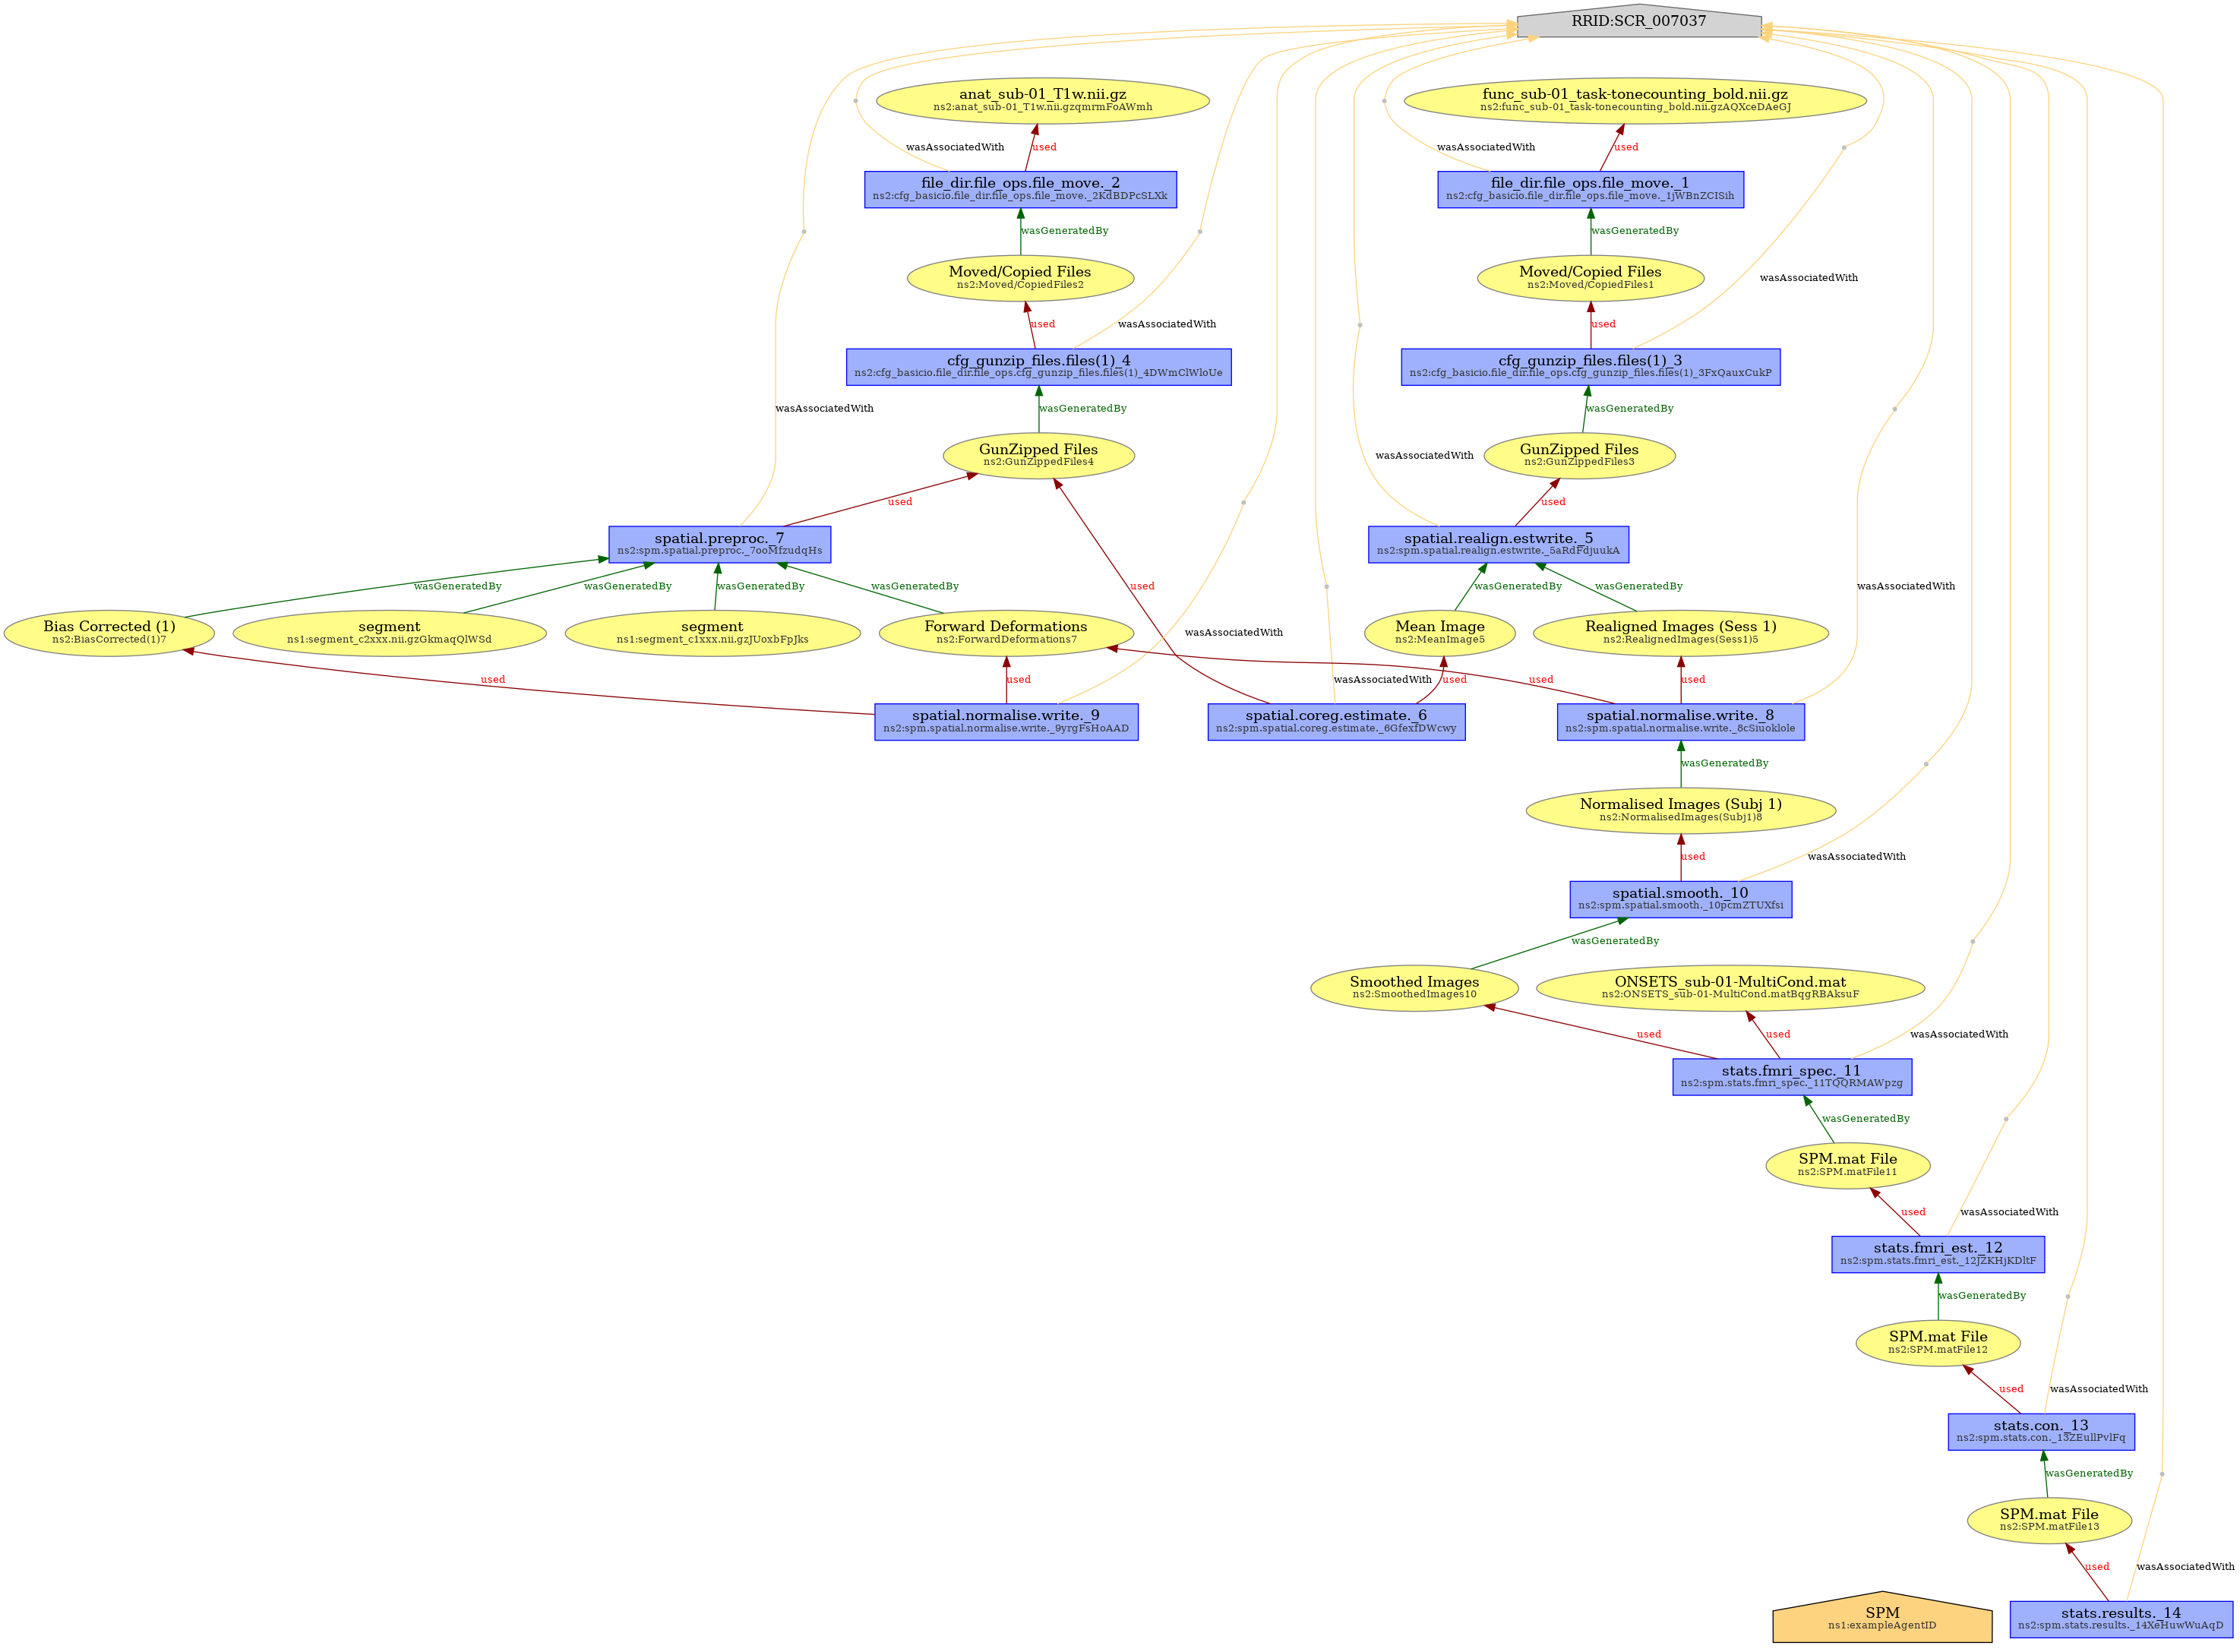 RRID:SCR_007037
anat_sub-01_T1w.nii.gz
ns2:anat_sub-01_T1w.nii.gzqmrmFoAWmh
func_sub-01_task-tonecounting_bold.nii.gz
ns2:func_sub-01_task-tonecounting_bold.nii.gzAQXceDAeGJ
wasAssociatedWith
used
wasAssociatedWith
used
file_dir.file_ops.file_move._2
ns2:cfg_basicio.file_dir.file_ops.file_move._2KdBDPcSLXk
file_dir.file_ops.file_move._1
ns2:cfg_basicio.file_dir.file_ops.file_move._1jWBnZCISih
wasGeneratedBy
wasGeneratedBy
Moved/Copied Files
ns2:Moved/CopiedFiles2
Moved/Copied Files
ns2:Moved/CopiedFiles1
wasAssociatedWith
used
wasAssociatedWith
used
cfg_gunzip_files.files(1)_4
ns2:cfg_basicio.file_dir.file_ops.cfg_gunzip_files.files(1)_4DWmClWloUe
cfg_gunzip_files.files(1)_3
ns2:cfg_basicio.file_dir.file_ops.cfg_gunzip_files.files(1)_3FxQauxCukP
wasAssociatedWith
wasGeneratedBy
wasGeneratedBy
GunZipped Files
ns2:GunZippedFiles4
GunZipped Files
ns2:GunZippedFiles3
wasAssociatedWith
used
used
spatial.preproc._7
ns2:spm.spatial.preproc._7ooMfzudqHs
spatial.realign.estwrite._5
ns2:spm.spatial.realign.estwrite._5aRdFdjuukA
wasGeneratedBy
wasGeneratedBy
wasGeneratedBy
wasGeneratedBy
used
wasGeneratedBy
wasGeneratedBy
wasAssociatedWith
Bias Corrected (1)
ns2:BiasCorrected(1)7
segment
ns1:segment_c2xxx.nii.gzGkmaqQlWSd
segment
ns1:segment_c1xxx.nii.gzJUoxbFpJks
Forward Deformations
ns2:ForwardDeformations7
wasAssociatedWith
Mean Image
ns2:MeanImage5
Realigned Images (Sess 1)
ns2:RealignedImages(Sess1)5
used
used
wasAssociatedWith
used
used
used
spatial.normalise.write._9
ns2:spm.spatial.normalise.write._9yrgFsHoAAD
spatial.coreg.estimate._6
ns2:spm.spatial.coreg.estimate._6GfexfDWcwy
spatial.normalise.write._8
ns2:spm.spatial.normalise.write._8cSiuoklole
wasGeneratedBy
Normalised Images (Subj 1)
ns2:NormalisedImages(Subj1)8
used
wasAssociatedWith
spatial.smooth._10
ns2:spm.spatial.smooth._10pcmZTUXfsi
wasGeneratedBy
Smoothed Images
ns2:SmoothedImages10
ONSETS_sub-01-MultiCond.mat
ns2:ONSETS_sub-01-MultiCond.matBqgRBAksuF
used
used
wasAssociatedWith
stats.fmri_spec._11
ns2:spm.stats.fmri_spec._11TQQRMAWpzg
wasGeneratedBy
SPM.mat File
ns2:SPM.matFile11
used
wasAssociatedWith
stats.fmri_est._12
ns2:spm.stats.fmri_est._12JZKHjKDltF
wasGeneratedBy
SPM.mat File
ns2:SPM.matFile12
used
wasAssociatedWith
stats.con._13
ns2:spm.stats.con._13ZEullPvlFq
wasGeneratedBy
SPM.mat File
ns2:SPM.matFile13
used
wasAssociatedWith
SPM
ns1:exampleAgentID
stats.results._14
ns2:spm.stats.results._14XeHuwWuAqD